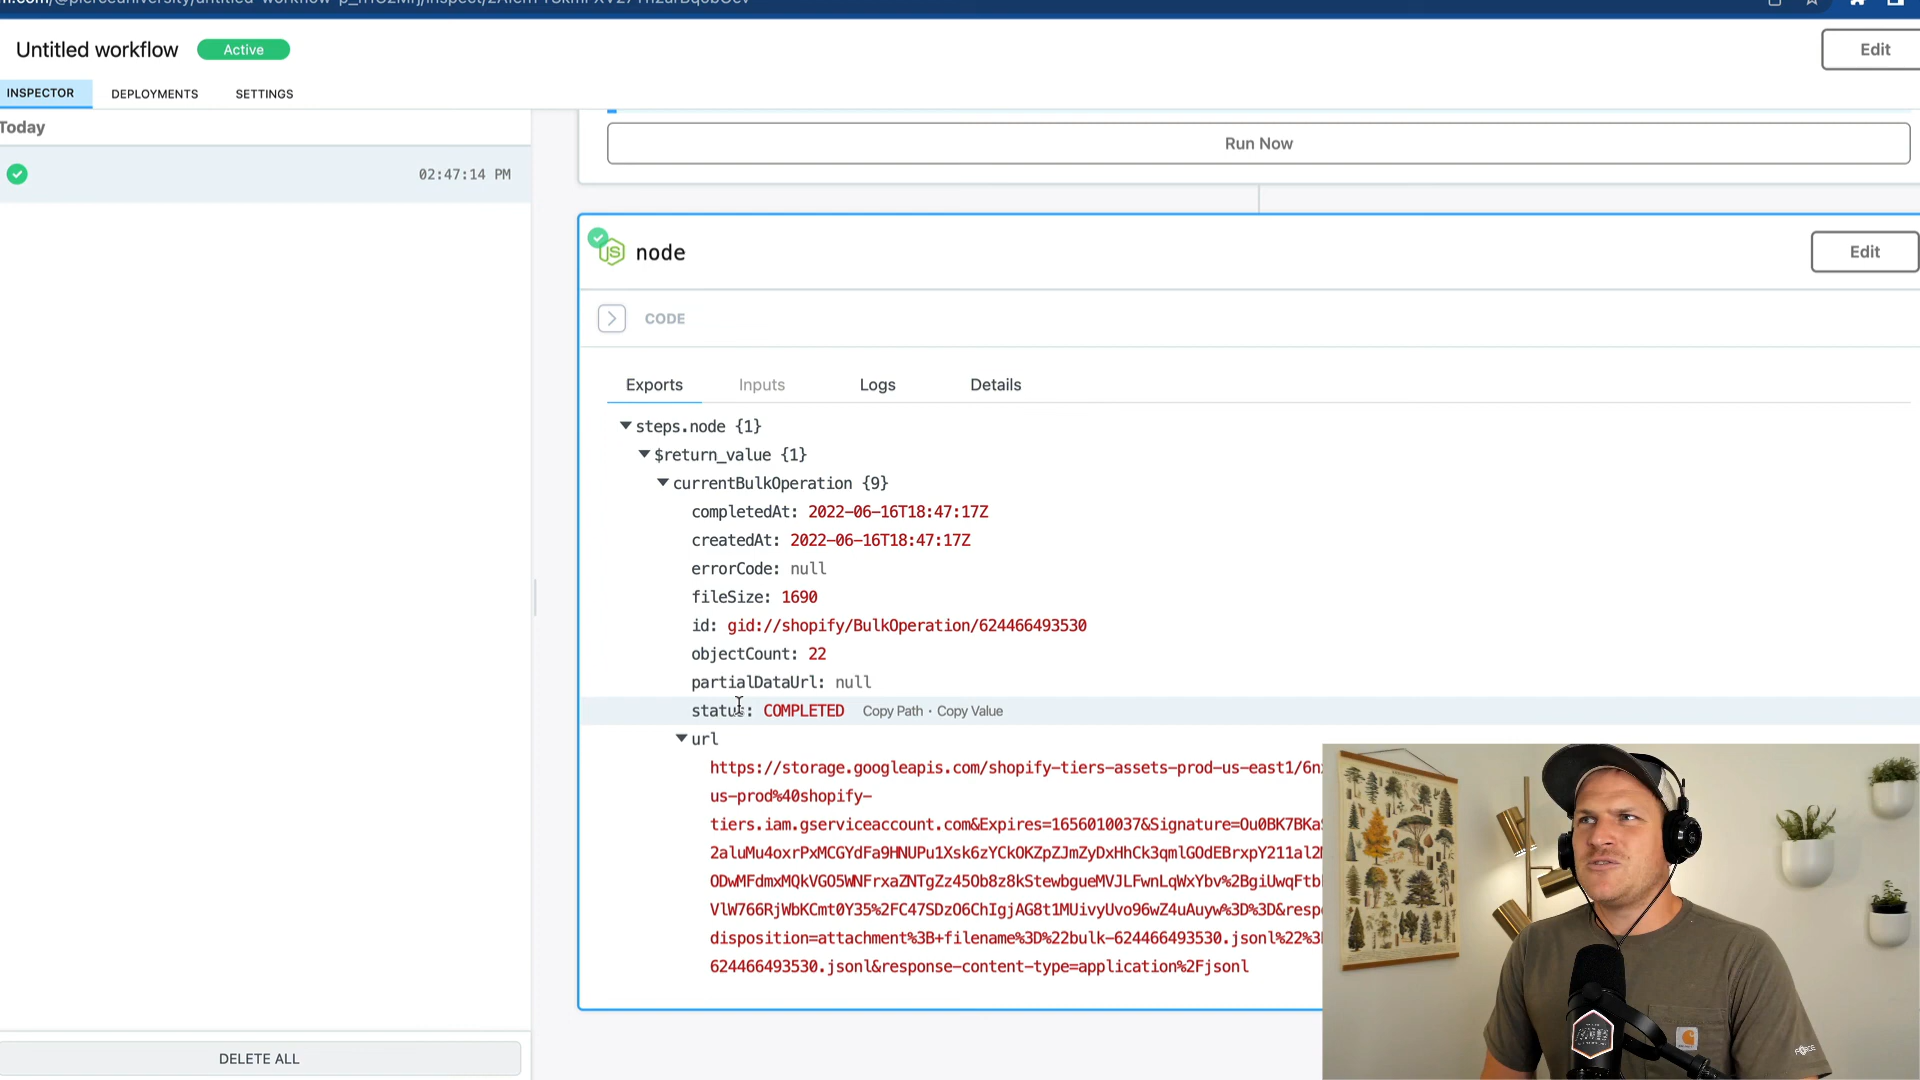 Untitled workflow Active Edit
INSPECTOR DEPLOYMENTS SETTINGS
Today
02:47:14 PM
DELETE ALL
Run Now
node Edit
CODE
Exports Inputs Logs Details
steps.node {1}
$return_value {1}
currentBulkOperation {9}
completedAt: 2022-06-16T18:47:17Z
createdAt: 2022-06-16T18:47:17Z
errorCode: null
fileSize: 1690
id: gid://shopify/BulkOperation/624466493530
objectCount: 22
partialDataUrl: null
status: COMPLETED Copy Path · Copy Value
url
https://storage.googleapis.com/shopify-tiers-assets-prod-us-east1/6n
us-prod%40shopify-
tiers.iam.gserviceaccount.com&Expires=1656010037&Signature=Ou0BK7BKa
2aluMu4oxrPxMCGYdFa9HNUPu1Xsk6zYCkOKZpZJmZyDxHhCk3qmlGOdEBrxpY211al2
ODwMFdmxMQkVGO5WNFrxaZNTgZz45Ob8z8kStewbgueMVJLFwnLqWxYbv%2BgiUwqFtb
VlW766RjWbKCmt0Y35%2FC47SDzO6ChIgjAG8t1MUivyUvo96wZ4uAuyw%3D%3D&resp
disposition=attachment%3B+filename%3D%22bulk-624466493530.jsonl%22%3
624466493530.jsonl&response-content-type=application%2Fjsonl